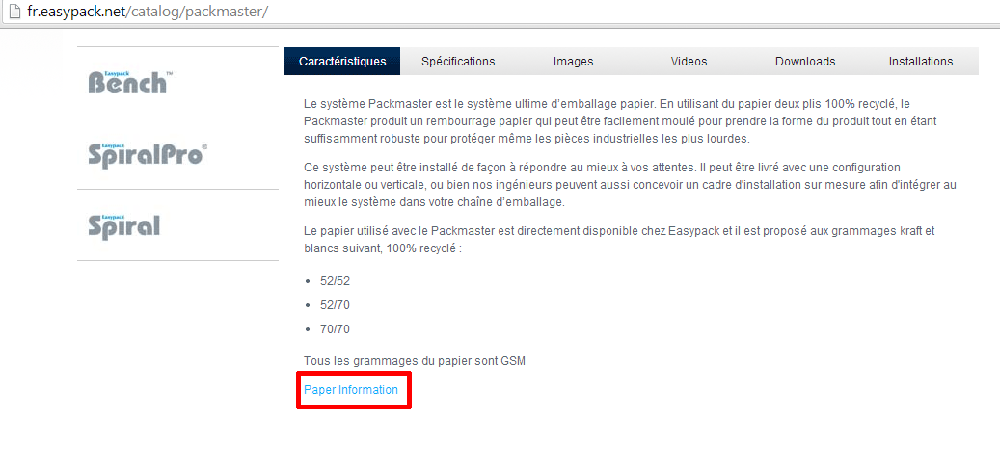 fr.easypack.net/catalog/packmaster/
Easypack
Bench™
Easypack
SpiralPro®
Easypack
Spiral
Caractéristiques Spécifications Images Videos Downloads Installations
Le système Packmaster est le système ultime d'emballage papier. En utilisant du papier deux plis 100% recyclé, le
Packmaster produit un rembourrage papier qui peut être facilement moulé pour prendre la forme du produit tout en étant
suffisamment robuste pour protéger même les pièces industrielles les plus lourdes.
Ce système peut être installé de façon à répondre au mieux à vos attentes. Il peut être livré avec une configuration
horizontale ou verticale, ou bien nos ingénieurs peuvent aussi concevoir un cadre d'installation sur mesure afin d'intégrer au
mieux le système dans votre chaîne d'emballage.
Le papier utilisé avec le Packmaster est directement disponible chez Easypack et il est proposé aux grammages kraft et
blancs suivant, 100% recyclé :
• 52/52
• 52/70
• 70/70
Tous les grammages du papier sont GSM
Paper Information